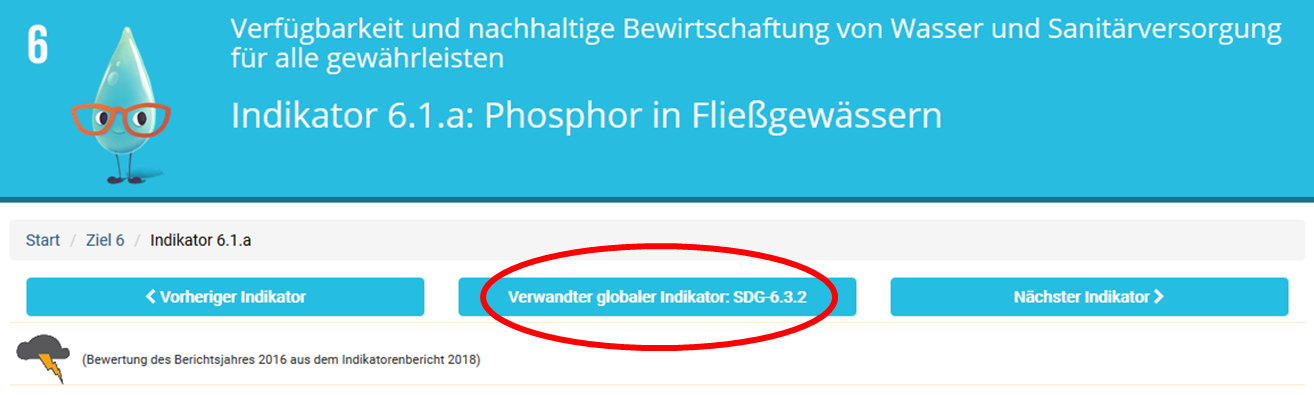 6
Verfügbarkeit und nachhaltige Bewirtschaftung von Wasser und Sanitärversorgung
für alle gewährleisten
Indikator 6.1.a: Phosphor in Fließgewässern
Start / Ziel 6 / Indikator 6.1.a
Vorheriger Indikator
Verwandter globaler Indikator: SDG-6.3.2
Nächster Indikator
(Bewertung des Berichtsjahres 2016 aus dem Indikatorenbericht 2018)